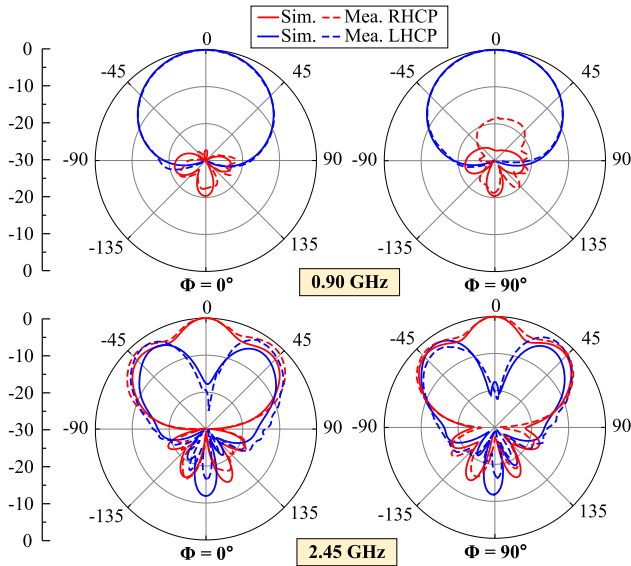 Sim. Mea. RHCP
Sim. Mea. LHCP
0 0
0
-45 45 -45 45
-10
-20
-30 -90 90 -90 90
-20
-10
-135 135 -135 135
0
Φ = 0° 0.90 GHz Φ = 90°
0 0
0
-45 45 -45 45
-10
-20
-30 -90 90 -90 90
-20
-10
-135 135 -135 135
0
Φ = 0° 2.45 GHz Φ = 90°